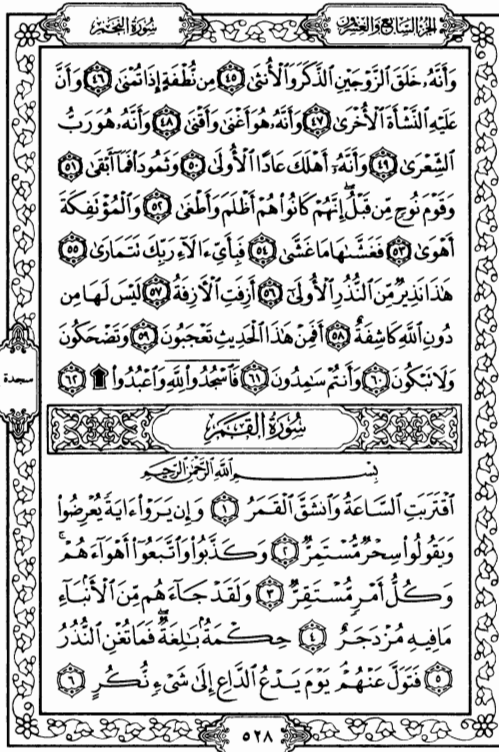 الجزء السابع والعشرون
سورة النجم
وَأَنَّهُۥ خَلَقَ ٱلزَّوۡجَيۡنِ ٱلذَّكَرَ وَٱلۡأُنثَىٰ ٤٥ مِن نُّطۡفَةٍ إِذَا تُمۡنَىٰ ٤٦ وَأَنَّ
عَلَيۡهِ ٱلنَّشۡأَةَ ٱلۡأُخۡرَىٰ ٤٧ وَأَنَّهُۥ هُوَ أَغۡنَىٰ وَأَقۡنَىٰ ٤٨ وَأَنَّهُۥ هُوَ رَبُّ
ٱلشِّعۡرَىٰ ٤٩ وَأَنَّهُۥٓ أَهۡلَكَ عَادًا ٱلۡأُولَىٰ ٥٠ وَثَمُودَاْ فَمَآ أَبۡقَىٰ ٥١
وَقَوۡمَ نُوحٖ مِّن قَبۡلُۖ إِنَّهُمۡ كَانُواْ هُمۡ أَظۡلَمَ وَأَطۡغَىٰ ٥٢ وَٱلۡمُؤۡتَفِكَةَ
أَهۡوَىٰ ٥٣ فَغَشَّىٰهَا مَا غَشَّىٰ ٥٤ فَبِأَيِّ ءَالَآءِ رَبِّكَ تَتَمَارَىٰ ٥٥
هَٰذَا نَذِيرٞ مِّنَ ٱلنُّذُرِ ٱلۡأُولَىٰٓ ٥٦ أَزِفَتِ ٱلۡأٓزِفَةُ ٥٧ لَيۡسَ لَهَا مِن
دُونِ ٱللَّهِ كَاشِفَةٌ ٥٨ أَفَمِنۡ هَٰذَا ٱلۡحَدِيثِ تَعۡجَبُونَ ٥٩ وَتَضۡحَكُونَ
وَلَا تَبۡكُونَ ٦٠ وَأَنتُمۡ سَٰمِدُونَ ٦١ فَٱسۡجُدُواْۤ لِلَّهِۤ وَٱعۡبُدُواْ ۩ ٦٢
سجدة
سورة القمر
بِسۡمِ ٱللَّهِ ٱلرَّحۡمَٰنِ ٱلرَّحِيمِ
ٱقۡتَرَبَتِ ٱلسَّاعَةُ وَٱنشَقَّ ٱلۡقَمَرُ ١ وَإِن يَرَوۡاْ ءَايَةٗ يُعۡرِضُواْ
وَيَقُولُواْ سِحۡرٞ مُّسۡتَمِرّٞ ٢ وَكَذَّبُواْ وَٱتَّبَعُوٓاْ أَهۡوَآءَهُمۡۚ
وَكُلُّ أَمۡرٖ مُّسۡتَقِرّٞ ٣ وَلَقَدۡ جَآءَهُم مِّنَ ٱلۡأَنۢبَآءِ
مَا فِيهِ مُزۡدَجَرٌ ٤ حِكۡمَةُۢ بَٰلِغَةٞۖ فَمَا تُغۡنِ ٱلنُّذُرُ
٥ فَتَوَلَّ عَنۡهُمۡۘ يَوۡمَ يَدۡعُ ٱلدَّاعِ إِلَىٰ شَيۡءٖ نُّكُرٍ ٦
٥٢٨